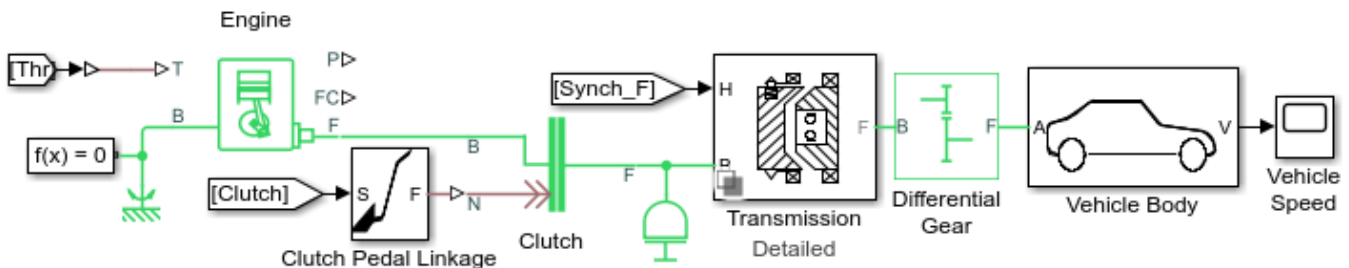 Engine
[Thr]
T
P
FC
F
B
B
f(x) = 0
[Clutch]
S
F
N
Clutch Pedal Linkage
Clutch
F
[Synch_F]
H
F
Transmission
Detailed
B
F
Differential
Gear
A
V
Vehicle Body
Vehicle
Speed